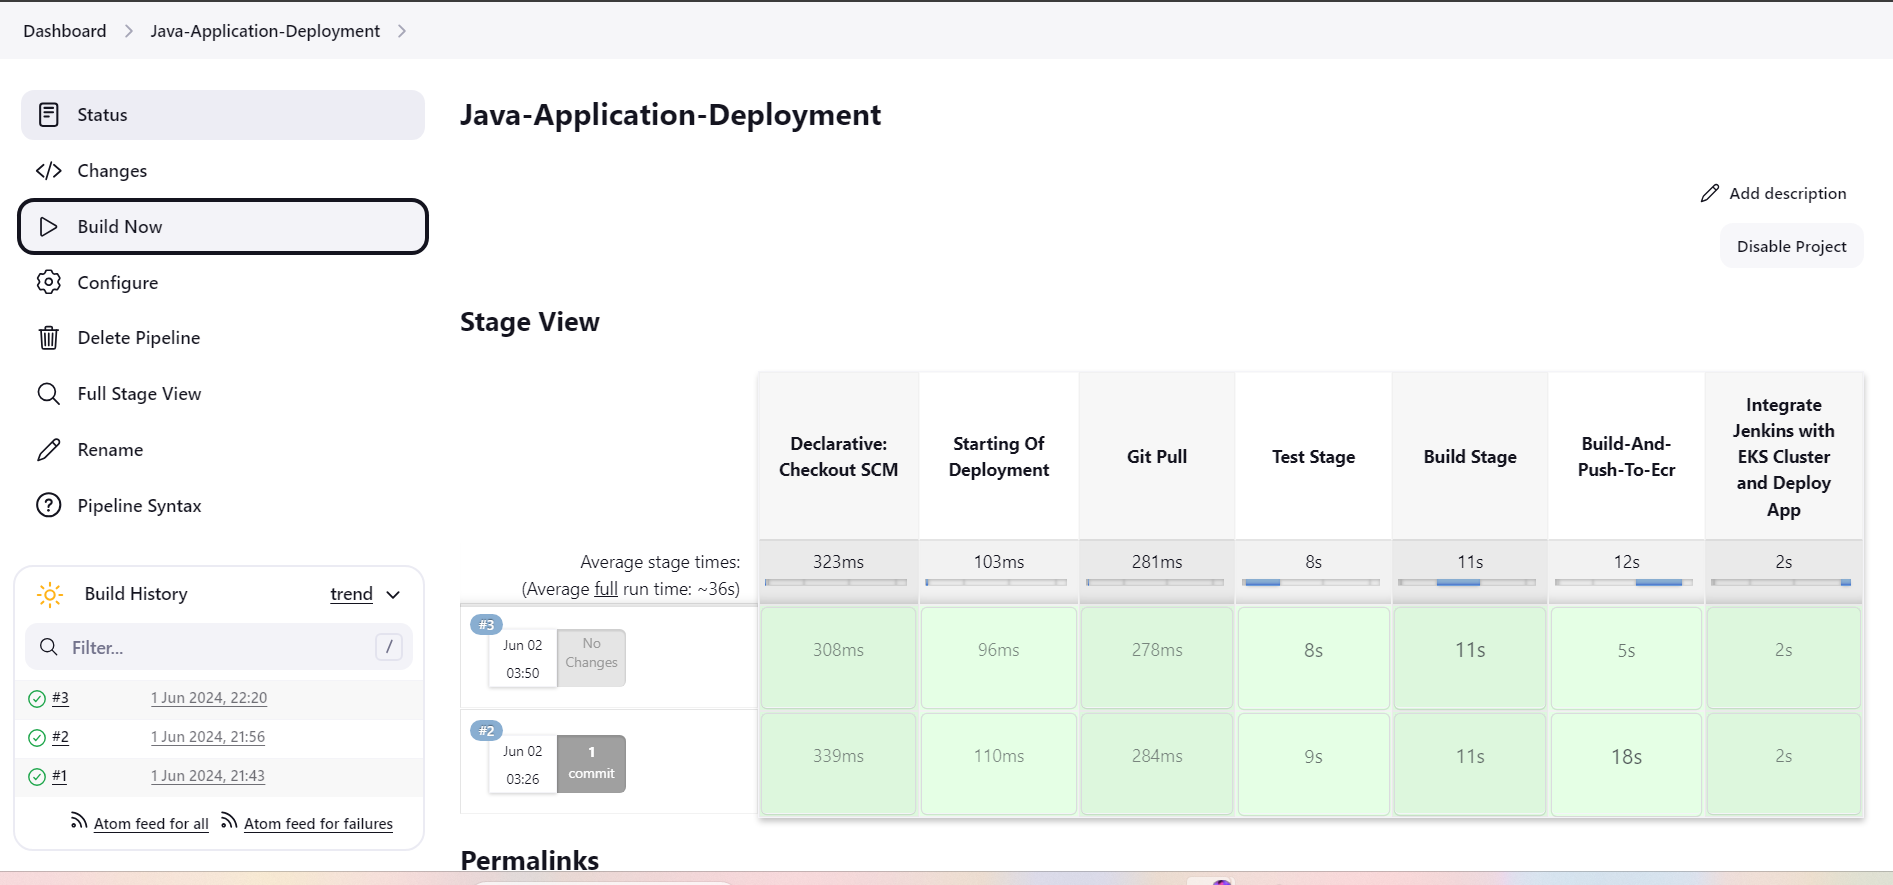 Dashboard
Java-Application-Deployment
Status
Changes
Build Now
Configure
Delete Pipeline
Full Stage View
Rename
Pipeline Syntax
Build History
trend
Filter...
/
#3
1 Jun 2024, 22:20
#2
1 Jun 2024, 21:56
#1
1 Jun 2024, 21:43
Atom feed for all
Atom feed for failures
Java-Application-Deployment
Add description
Disable Project
Stage View
Declarative:
Checkout SCM
Starting Of
Deployment
Git Pull
Test Stage
Build Stage
Build-And-
Push-To-Ecr
Integrate
Jenkins with
EKS Cluster
and Deploy
App
Average stage times:
(Average full run time: ~36s)
323ms
103ms
281ms
8s
11s
12s
2s
#3
Jun 02
03:50
No
Changes
308ms
96ms
278ms
8s
11s
5s
2s
#2
Jun 02
03:26
1
commit
339ms
110ms
284ms
9s
11s
18s
2s
Permalinks